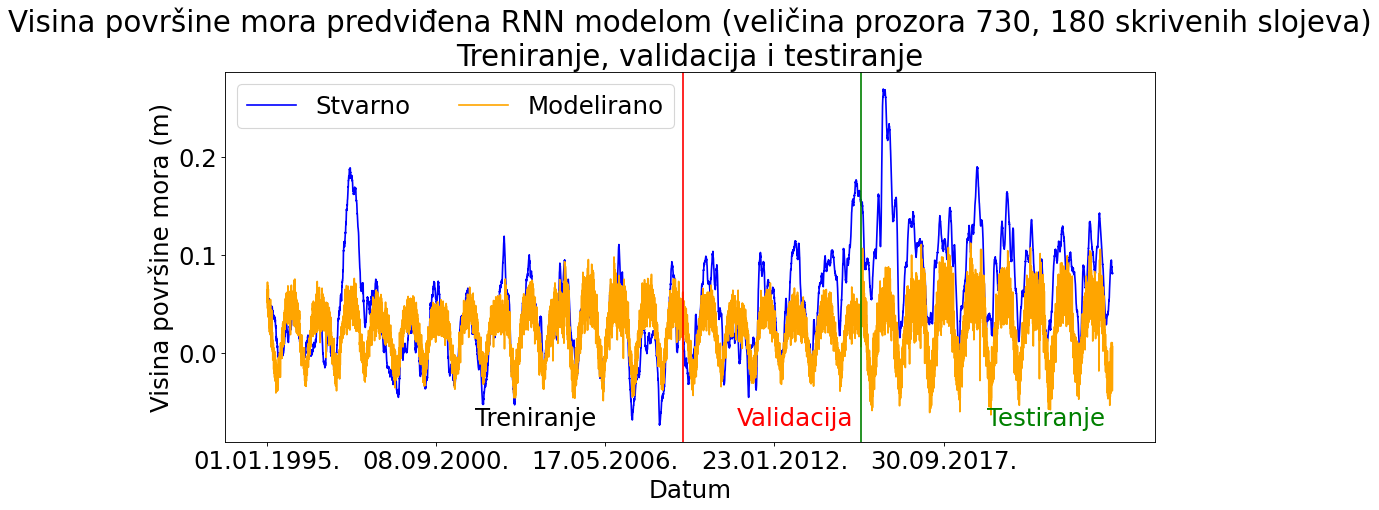 Visina površine mora predviđena RNN modelom (veličina prozora 730, 180 skrivenih slojeva)
Treniranje, validacija i testiranje
Stvarno Modelirano
Visina površine mora (m)
0.2
0.1
0.0
Treniranje Validacija Testiranje
01.01.1995. 08.09.2000. 17.05.2006. 23.01.2012. 30.09.2017.
Datum